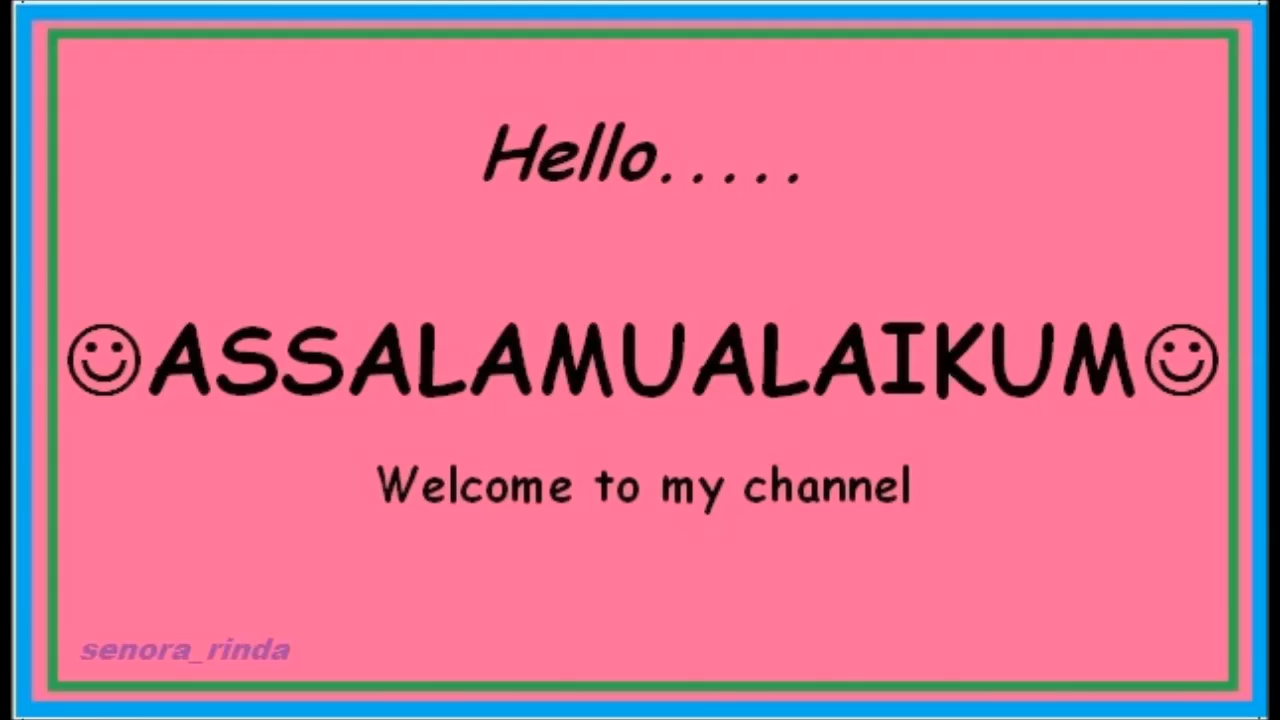 Hello.....
☺ASSALAMUALAIKUM☺
Welcome to my channel
senora_rinda